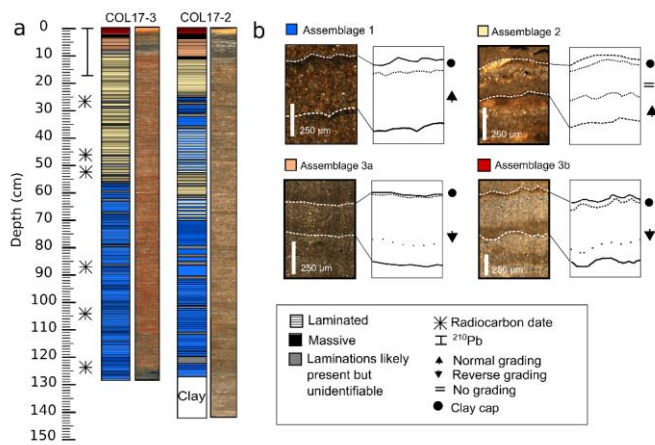 a
COL17-3 COL17-2
Depth (cm)
0
10
20
30
40
50
60
70
80
90
100
110
120
130
140
150
Clay
b
Assemblage 1
250 µm
Assemblage 2
250 µm
Assemblage 3a
250 µm
Assemblage 3b
250 µm
Laminated
Massive
Laminations likely
present but
unidentifiable
Radiocarbon date
²¹⁰Pb
Normal grading
Reverse grading
No grading
Clay cap